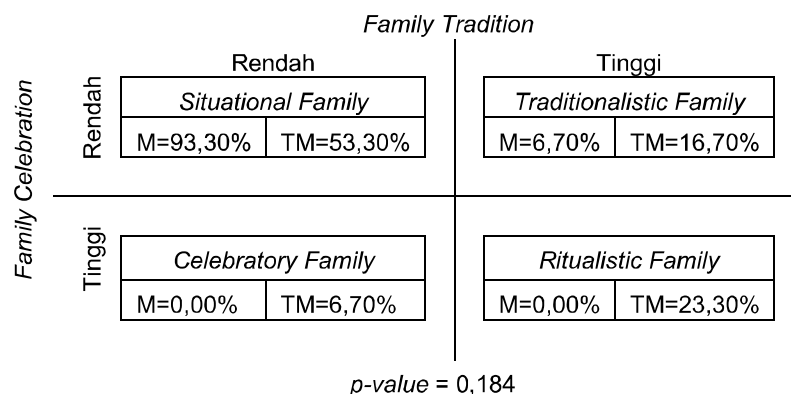 Family Tradition
Rendah Tinggi
Family Celebration
Rendah
Situational Family Traditionalistic Family
M=93,30% TM=53,30% M=6,70% TM=16,70%
Tinggi
Celebratory Family Ritualistic Family
M=0,00% TM=6,70% M=0,00% TM=23,30%
p-value = 0,184